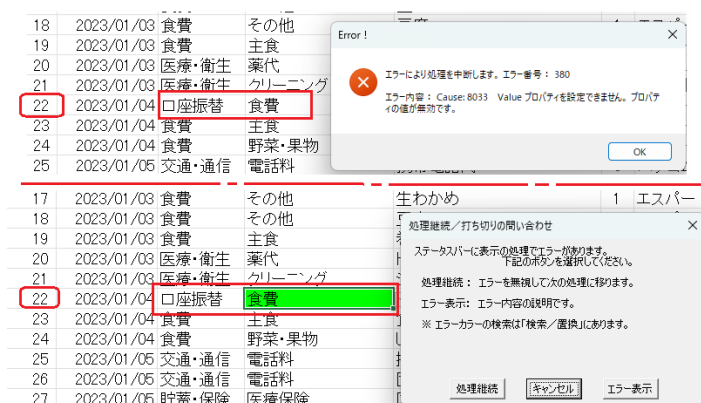 18 2023/01/03 食費 その他
19 2023/01/03 食費 主食
20 2023/01/03 医療・衛生 薬代
21 2023/01/03 医療・衛生 クリーニング
22 2023/01/04 口座振替 食費
23 2023/01/04 食費 主食
24 2023/01/04 食費 野菜・果物
25 2023/01/05 交通・通信 電話料
Error !
エラーにより処理を中断します。エラー番号： 380
エラー内容： Cause: 8033 Value プロパティを設定できません。プロパテ
ィの値が無効です。
OK
17 2023/01/03 食費 その他 生わかめ 1 エスパー
18 2023/01/03 食費 その他
19 2023/01/03 食費 主食
20 2023/01/03 医療・衛生 薬代
21 2023/01/03 医療・衛生 クリーニング
22 2023/01/04 口座振替 食費
23 2023/01/04 食費 主食
24 2023/01/04 食費 野菜・果物
25 2023/01/05 交通・通信 電話料
26 2023/01/05 交通・通信 電話料
27 2023/01/05 貯蓄・保険 医療保険
処理継続／打ち切りの問い合わせ
ステータスバーに表示の処理でエラーがあります。
下記のボタンを選択してください。
処理継続： エラーを無視して次の処理に移ります。
エラー表示： エラー内容の説明です。
※ エラーカラーの検索は「検索／置換」にあります。
処理継続 キャンセル エラー表示